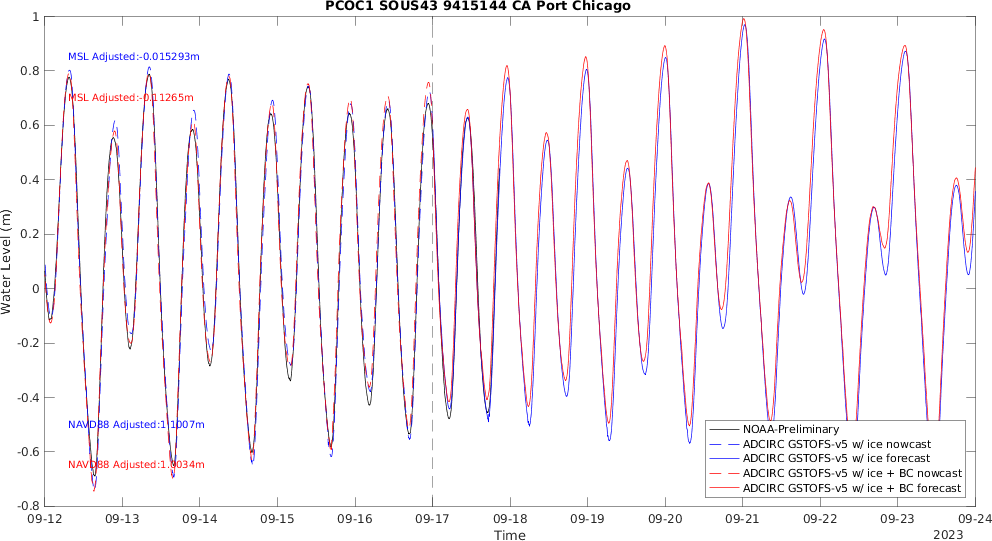 PCOC1 SOUS43 9415144 CA Port Chicago
Water Level (m)
1
0.8
0.6
0.4
0.2
0
-0.2
-0.4
-0.6
-0.8
MSL Adjusted:-0.015293m
MSL Adjusted:-0.11265m
NAVD88 Adjusted:1.1007m
NAVD88 Adjusted:1.0034m
NOAA-Preliminary
ADCIRC GSTOFS-v5 w/ ice nowcast
ADCIRC GSTOFS-v5 w/ ice forecast
ADCIRC GSTOFS-v5 w/ ice + BC nowcast
ADCIRC GSTOFS-v5 w/ ice + BC forecast
09-12 09-13 09-14 09-15 09-16 09-17 09-18 09-19 09-20 09-21 09-22 09-23 09-24
Time
2023